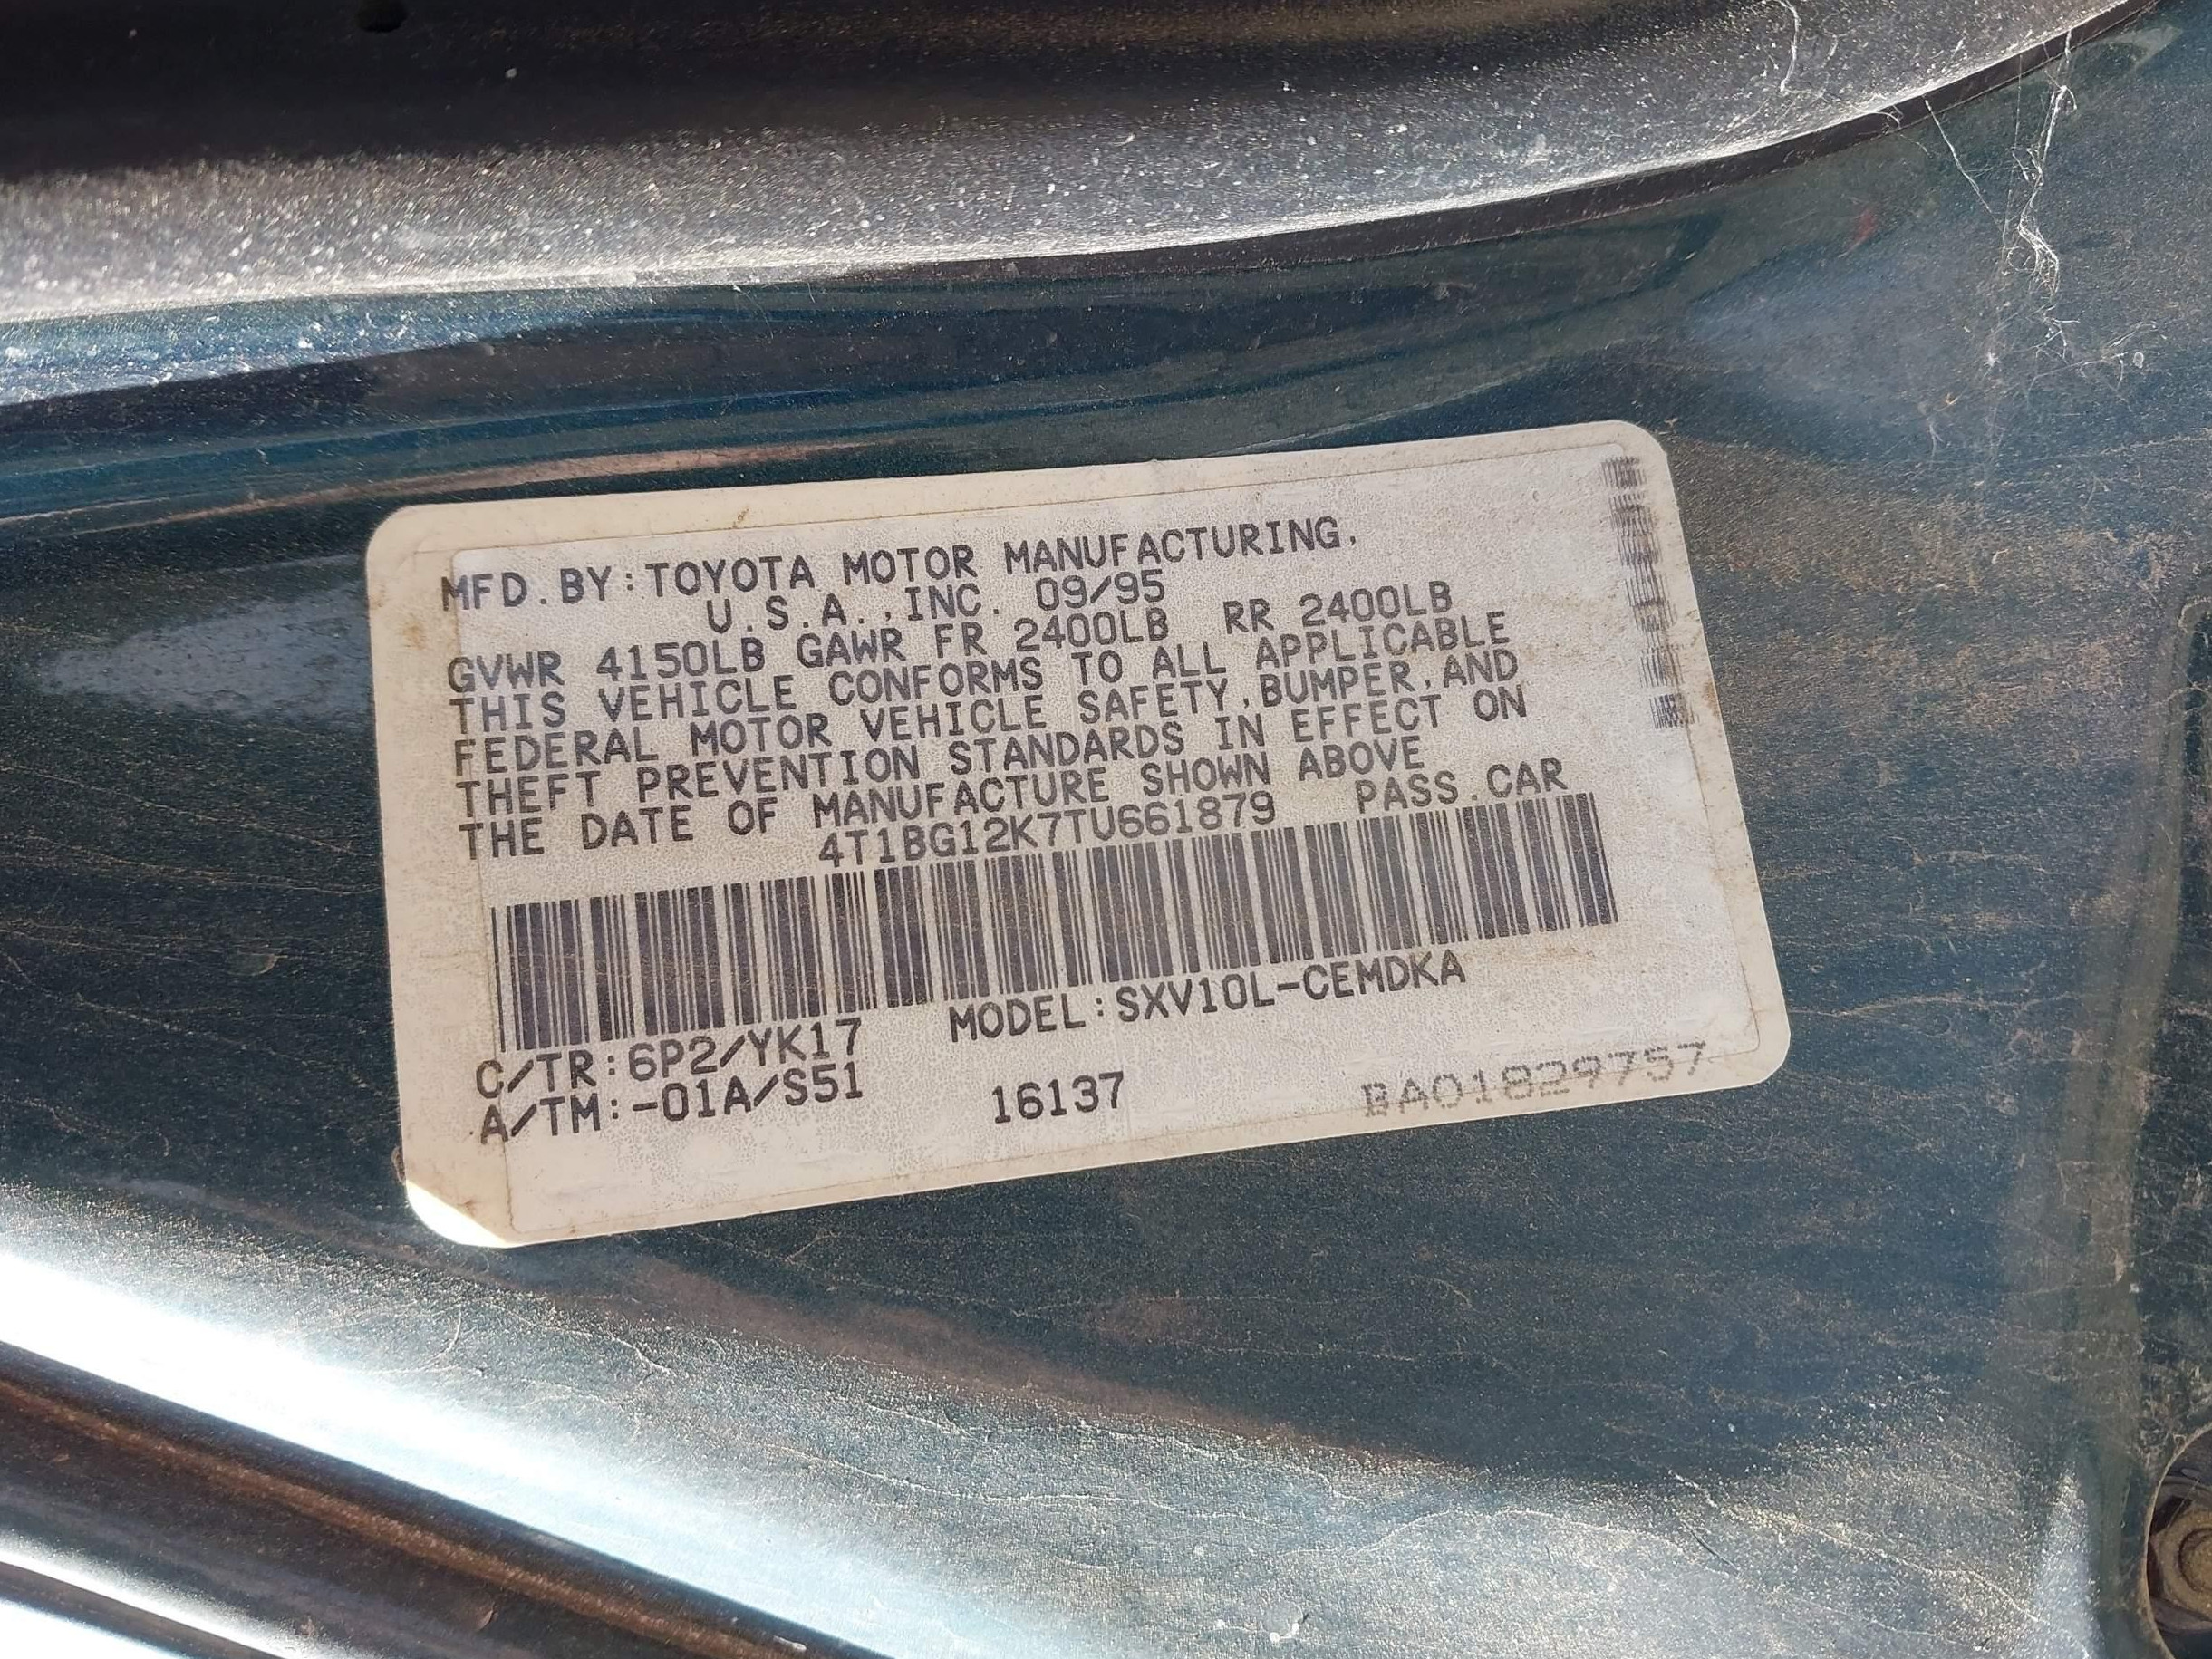 MFD.BY:TOYOTA MOTOR MANUFACTURING,
U.S.A.,INC. 09/95
GVWR 4150LB GAWR FR 2400LB RR 2400LB
THIS VEHICLE CONFORMS TO ALL APPLICABLE
FEDERAL MOTOR VEHICLE SAFETY,BUMPER,AND
THEFT PREVENTION STANDARDS IN EFFECT ON
THE DATE OF MANUFACTURE SHOWN ABOVE
4T1BG12K7TU661879 PASS.CAR
C/TR:6P2/YK17 MODEL:SXV10L-CEMDKA
A/TM:-01A/S51 16137 BA01829757